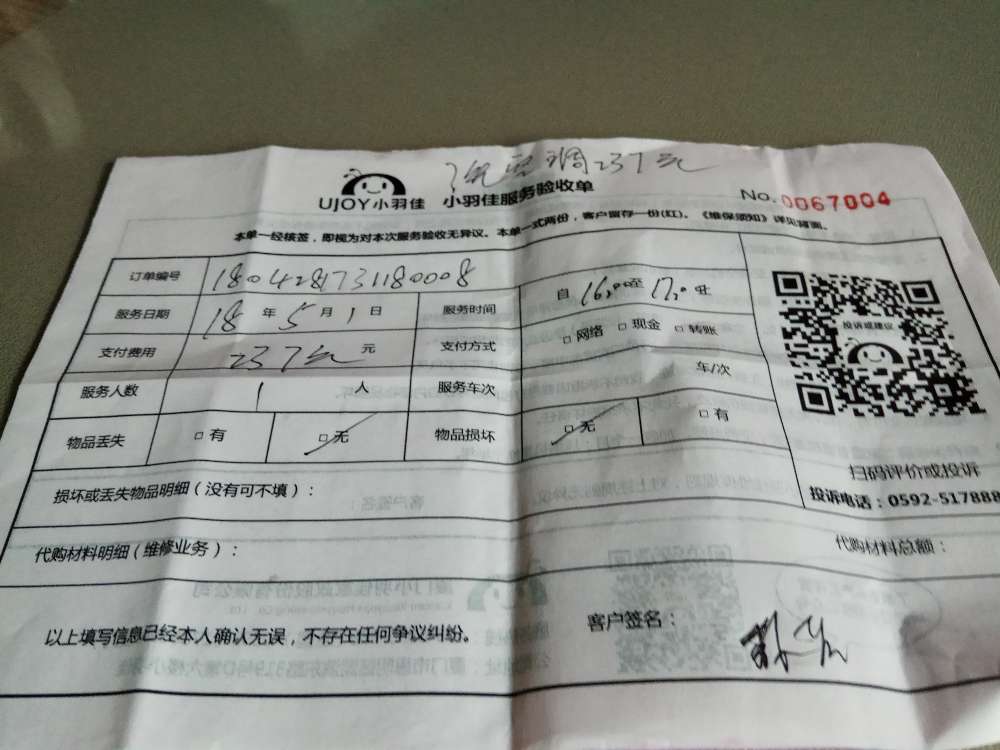 洗空调237元
UJOY小羽佳 小羽佳服务验收单 No.0067004
本单一经核签，即视为对本次服务验收无异议。本单一式两份，客户留存一份(红)。《维保须知》详见背面。
订单编号 1804281731180008
服务日期 18 年 5 月 1 日 服务时间 自 16:00 至 17:0 止
支付费用 237元 元 支付方式 □ 网络 □ 现金 □ 转账
服务人数 1 人 服务车次 车/次
物品丢失 □ 有 □ 无 物品损坏 □ 无 □ 有
投诉或建议
扫码评价或投诉
投诉电话：0592-517888
损坏或丢失物品明细（没有可不填）：
代购材料明细（维修业务）： 代购材料总额：
以上填写信息已经本人确认无误，不存在任何争议纠纷。 客户签名：